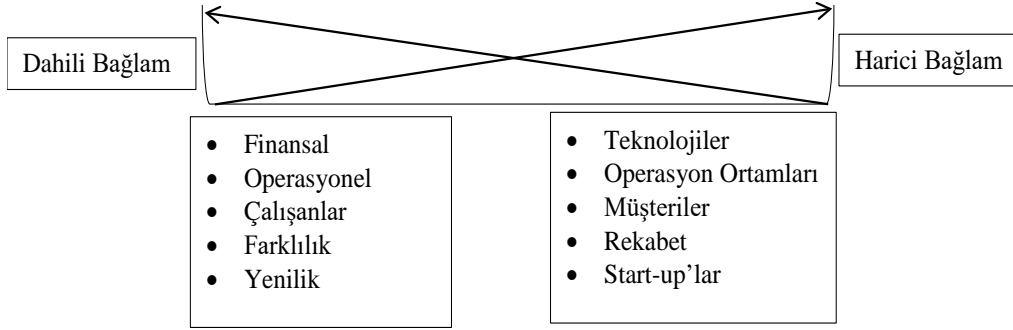 Dahili Bağlam
Harici Bağlam
• Finansal
• Operasyonel
• Çalışanlar
• Farklılık
• Yenilik
• Teknolojiler
• Operasyon Ortamları
• Müşteriler
• Rekabet
• Start-up’lar